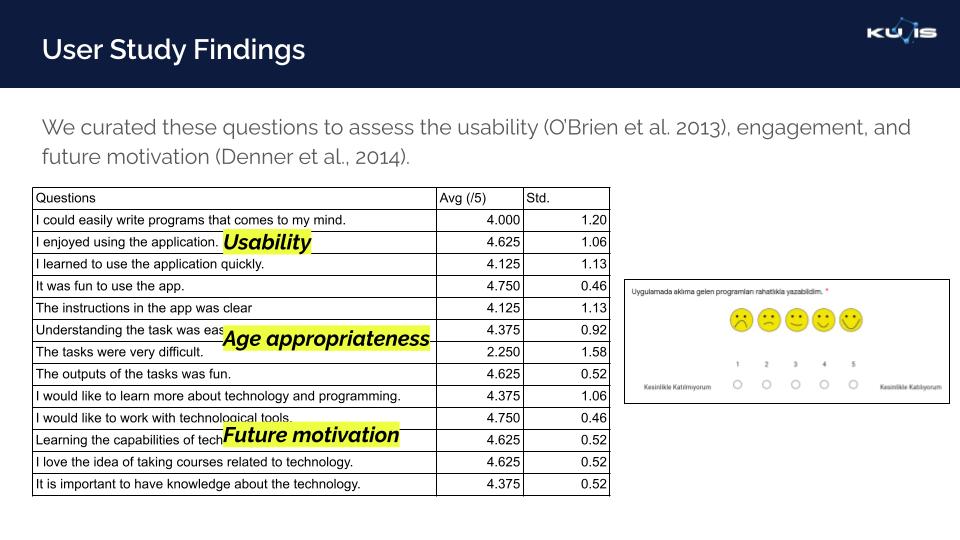 User Study Findings
KUIS
We curated these questions to assess the usability (O'Brien et al. 2013), engagement, and
future motivation (Denner et al., 2014).
Questions Avg (/5) Std.
I could easily write programs that comes to my mind. 4.000 1.20
I enjoyed using the application. 4.625 1.06
Usability
I learned to use the application quickly. 4.125 1.13
It was fun to use the app. 4.750 0.46
The instructions in the app was clear 4.125 1.13
Understanding the task was eas 4.375 0.92
Age appropriateness
The tasks were very difficult. 2.250 1.58
The outputs of the tasks was fun. 4.625 0.52
I would like to learn more about technology and programming. 4.375 1.06
I would like to work with technological tools. 4.750 0.46
Learning the capabilities of tech 4.625 0.52
Future motivation
I love the idea of taking courses related to technology. 4.625 0.52
It is important to have knowledge about the technology. 4.375 0.52
Uygulamada aklıma gelen programları rahatlıkla yazabildim. *
1 2 3 4 5
Kesinlikle Katılmıyorum Kesinlikle Katılıyorum